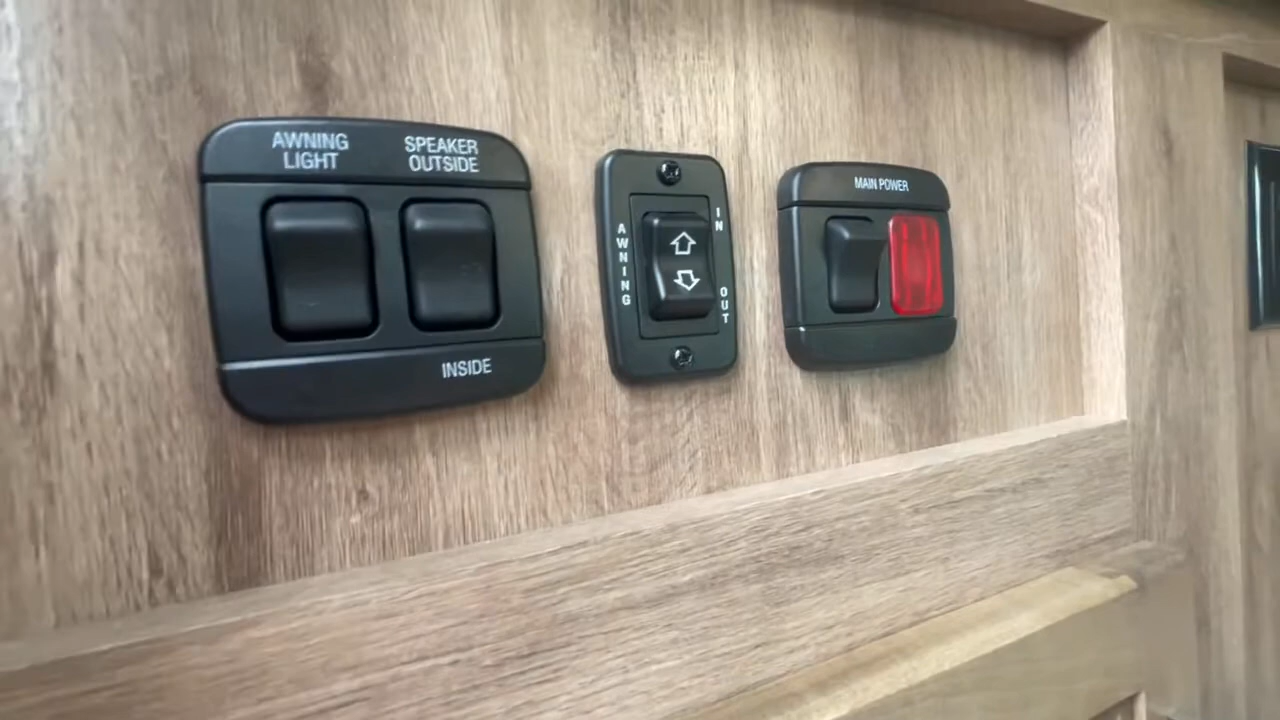 AWNING
LIGHT
SPEAKER
OUTSIDE
INSIDE
AWNING
IN
OUT
MAIN POWER